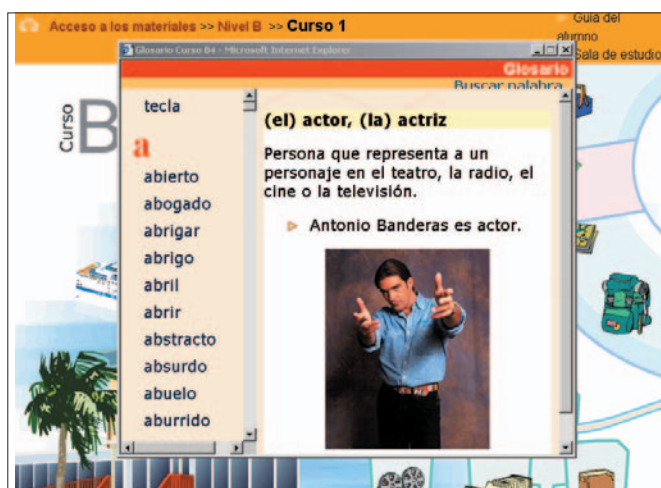 Acceso a los materiales >> Nivel B >> Curso 1
Guía del
alumno
Sala de estudio
Glosario Curso B4 - Microsoft Internet Explorer
Glosario
Buscar palabra
Curso
B
tecla
a
abierto
abogado
abrigar
abrigo
abril
abrir
abstracto
absurdo
abuelo
aburrido
(el) actor, (la) actriz
Persona que representa a un
personaje en el teatro, la radio, el
cine o la televisión.
Antonio Banderas es actor.